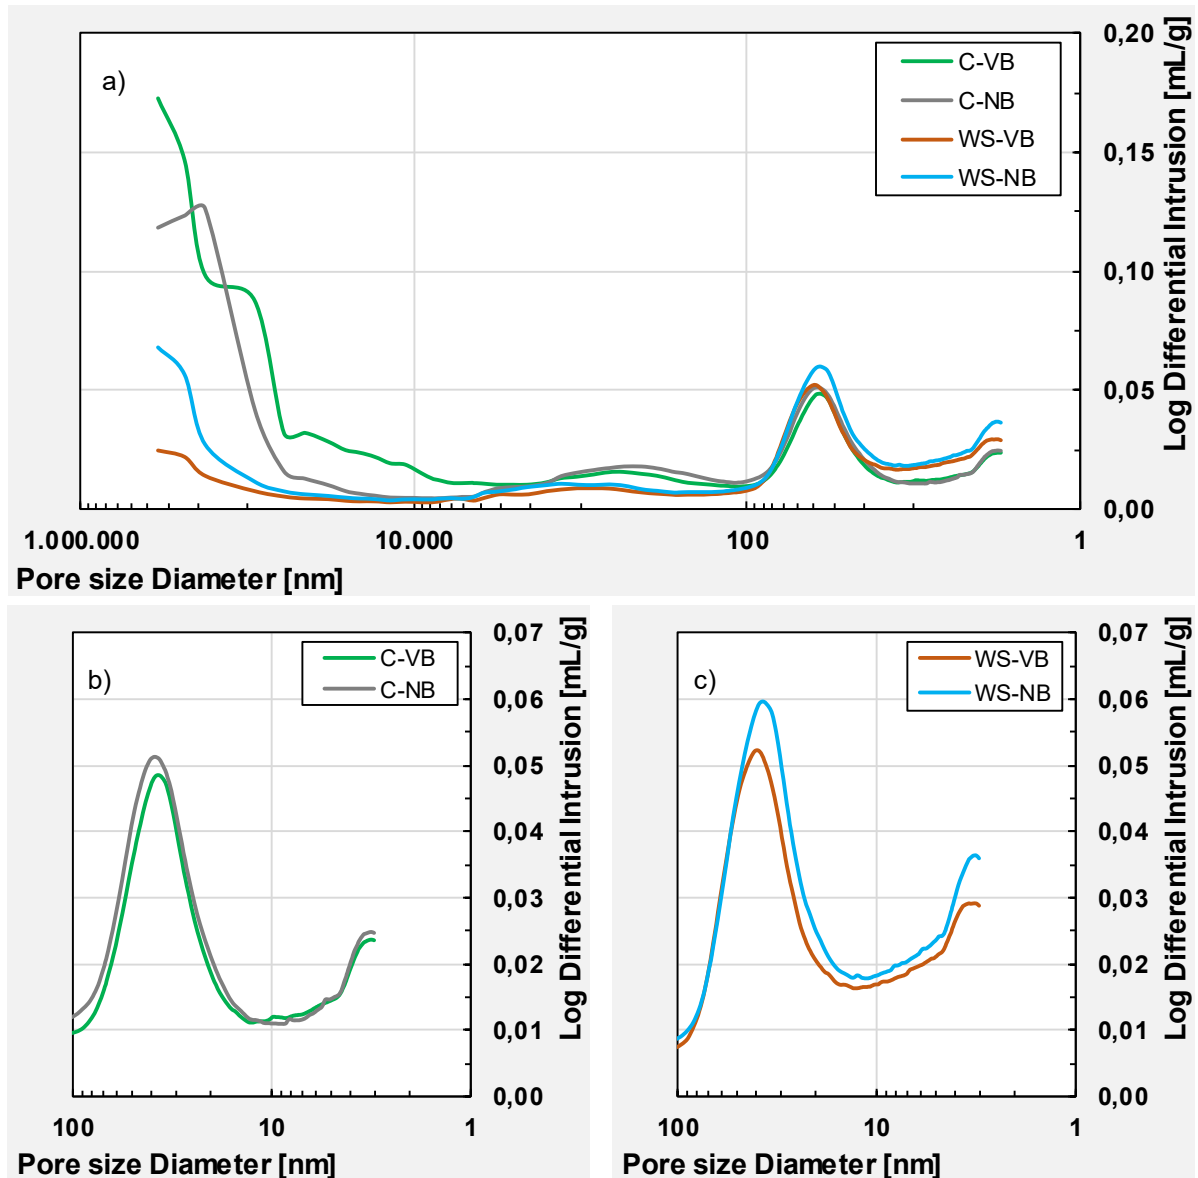 a)
C-VB
C-NB
WS-VB
WS-NB
0,20
0,15
0,10
0,05
0,00
Log Differential Intrusion [mL/g]
1.000.000
10.000
100
1
Pore size Diameter [nm]
b)
C-VB
C-NB
0,07
0,06
0,05
0,04
0,03
0,02
0,01
0,00
Log Differential Intrusion [mL/g]
100
10
1
Pore size Diameter [nm]
c)
WS-VB
WS-NB
0,07
0,06
0,05
0,04
0,03
0,02
0,01
0,00
Log Differential Intrusion [mL/g]
100
10
1
Pore size Diameter [nm]